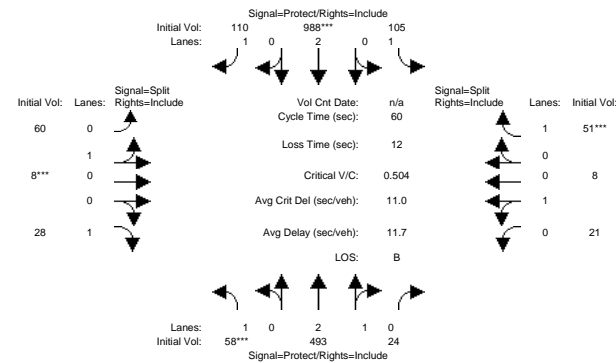 Signal=Protect/Rights=Include
Initial Vol: 110 988*** 105
Lanes: 1 0 2 0 1
Signal=Split
Initial Vol: Lanes: Rights=Include
60 0
1
8*** 0
0
28 1
Vol Cnt Date: n/a
Cycle Time (sec): 60
Loss Time (sec): 12
Critical V/C: 0.504
Avg Crit Del (sec/veh): 11.0
Avg Delay (sec/veh): 11.7
LOS: B
Signal=Split
Rights=Include Lanes: Initial Vol:
1 51***
0
0 8
1
0 21
Lanes: 1 0 2 1 0
Initial Vol: 58*** 493 24
Signal=Protect/Rights=Include